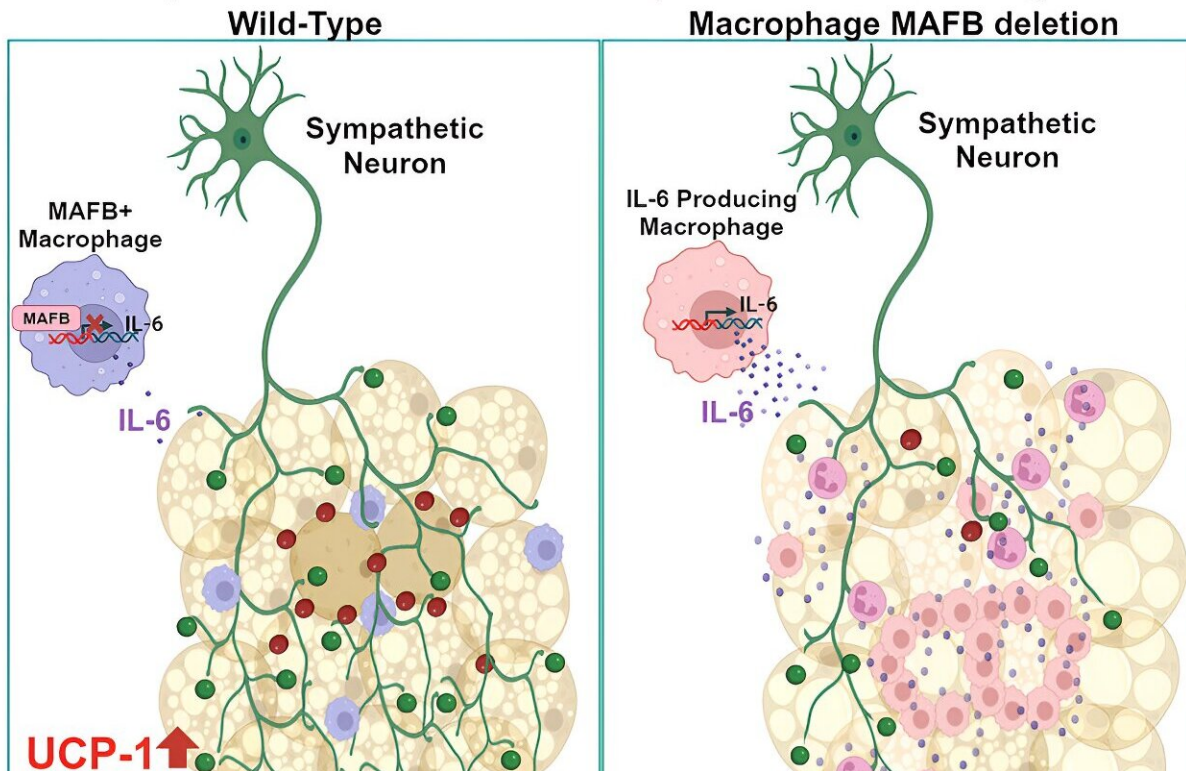 Wild-Type
Macrophage MAFB deletion
Sympathetic
Neuron
MAFB+
Macrophage
MAFB
IL-6
IL-6
UCP-1
Sympathetic
Neuron
IL-6 Producing
Macrophage
IL-6
IL-6